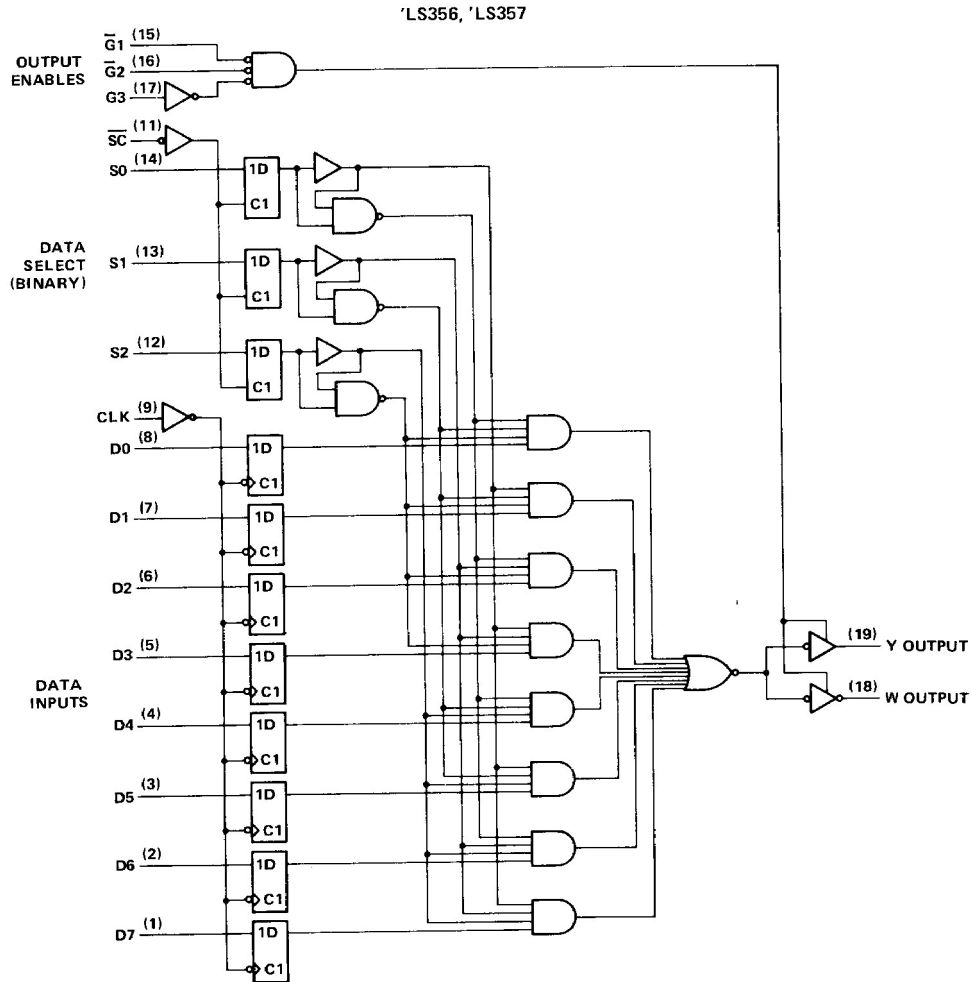 'LS356, 'LS357
OUTPUT ENABLES
G̅1 (15)
G̅2 (16)
G3 (17)
S̅C̅ (11)
S0 (14)
1D
C1
DATA SELECT (BINARY)
S1 (13)
1D
C1
S2 (12)
1D
C1
CLK (9)
D0 (8)
1D
C1
D1 (7)
1D
C1
D2 (6)
1D
C1
D3 (5)
1D
C1
DATA INPUTS
D4 (4)
1D
C1
D5 (3)
1D
C1
D6 (2)
1D
C1
D7 (1)
1D
C1
(19) Y OUTPUT
(18) W OUTPUT